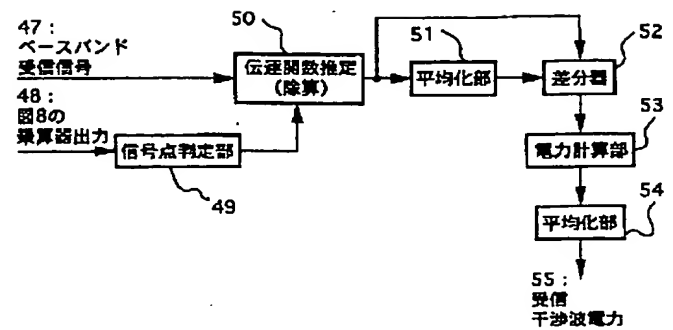 47：
ベースバンド
受信信号
48：
図8の
乗算器出力
信号点判定部
49
50
伝達関数推定
（除算）
51
平均化部
52
差分器
53
電力計算部
54
平均化部
55：
受信
干渉波電力